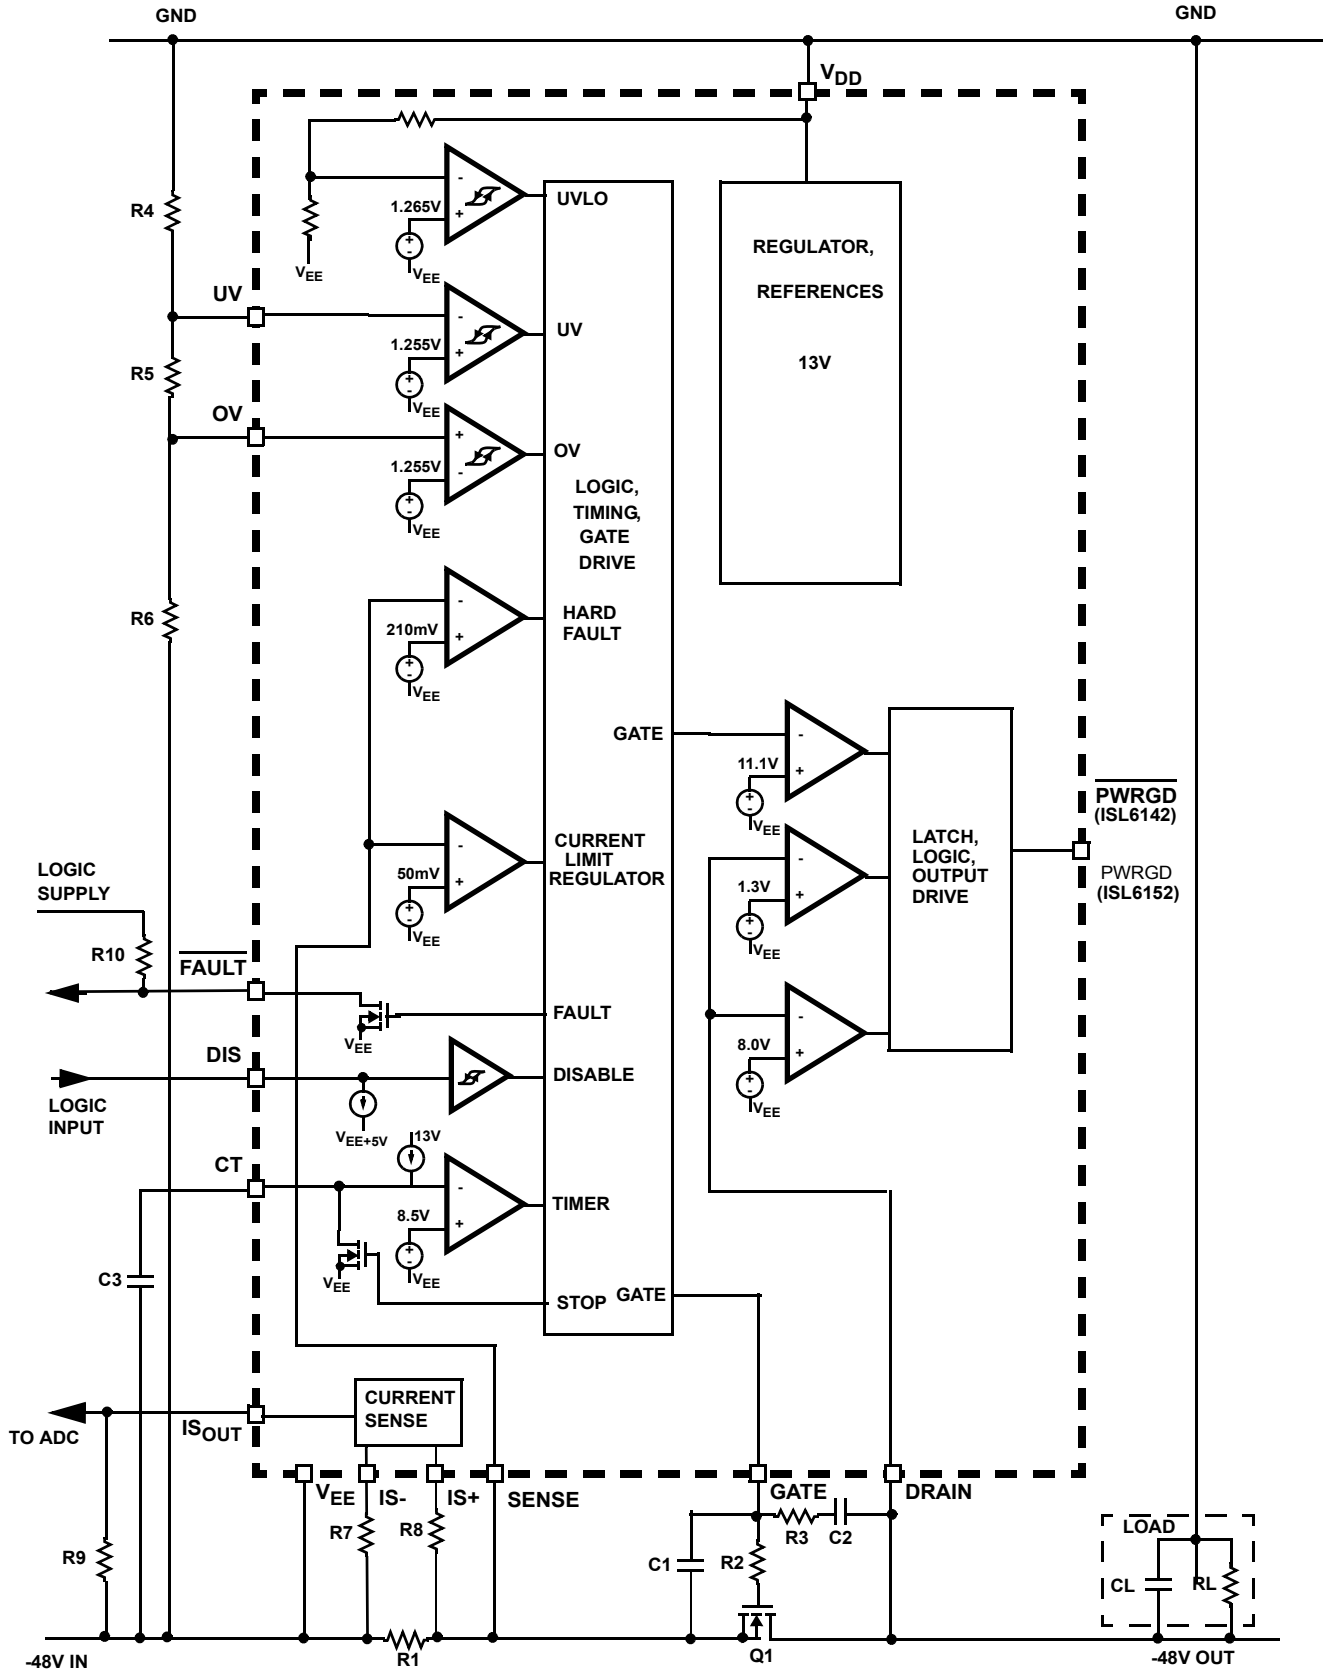 GND
GND
VDD
R4
-
1.265V
+
UVLO
+
-
VEE
VEE
REGULATOR,
REFERENCES
13V
UV
-
1.255V
+
UV
+
-
VEE
R5
OV
+
1.255V
-
OV
+
-
VEE
LOGIC,
TIMING,
GATE
DRIVE
R6
-
210mV
+
HARD
FAULT
+
-
VEE
GATE
-
11.1V
+
+
-
VEE
PWRGD
(ISL6142)
PWRGD
(ISL6152)
LATCH,
LOGIC,
OUTPUT
DRIVE
-
1.3V
+
+
-
VEE
-
50mV
+
CURRENT
LIMIT
REGULATOR
+
-
VEE
LOGIC
SUPPLY
R10
FAULT
FAULT
VEE
-
8.0V
+
+
-
VEE
DIS
DISABLE
LOGIC
INPUT
VEE+5V
13V
CT
-
8.5V
+
TIMER
+
-
VEE
VEE
C3
STOP
GATE
CURRENT
SENSE
ISOUT
TO ADC
VEE
IS-
IS+
SENSE
GATE
DRAIN
R7
R8
R3
C2
R9
C1
R2
LOAD
CL
RL
R1
Q1
-48V IN
-48V OUT